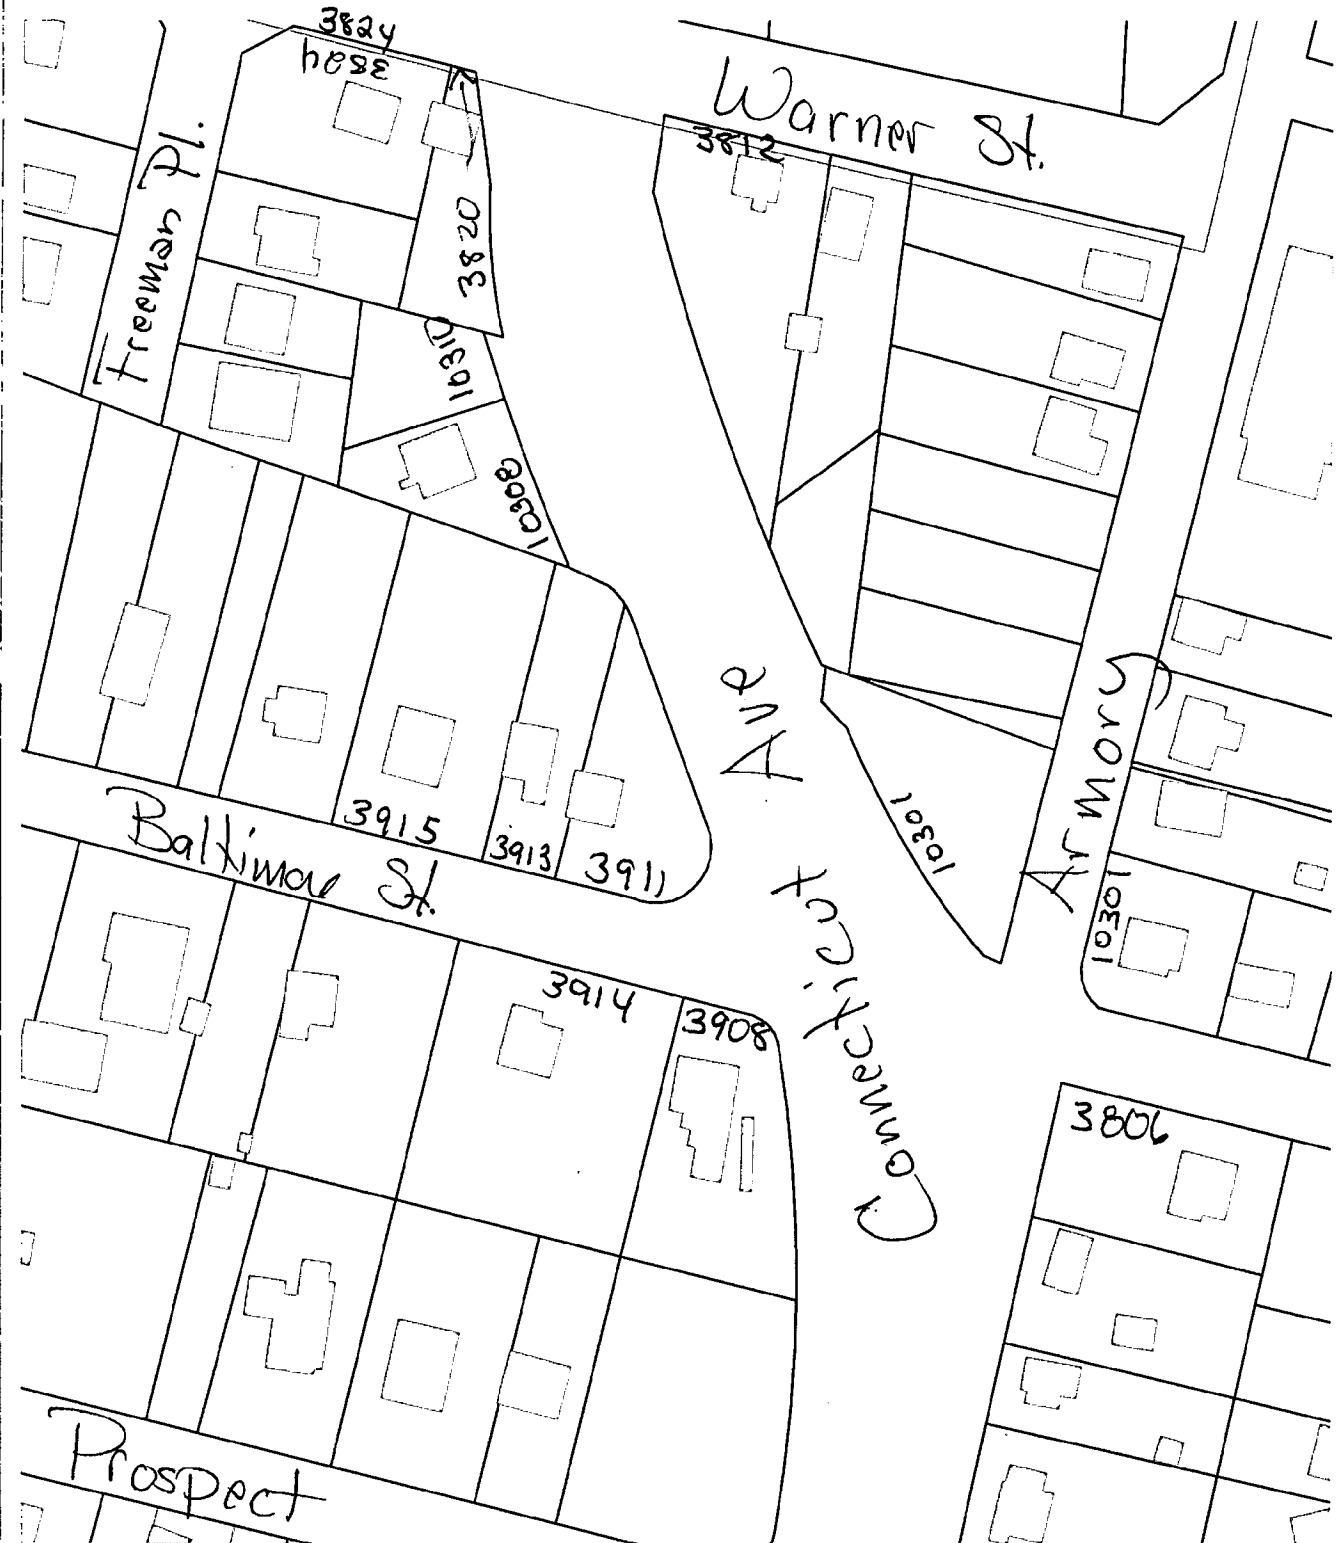 3824
3824
Warner St.
3812
Freeman Pl.
3820
10310
10308
Ave
Armory
10301
Baltimore St.
3915
3913
3911
10301
3914
3908
Connecticut
3806
Prospect